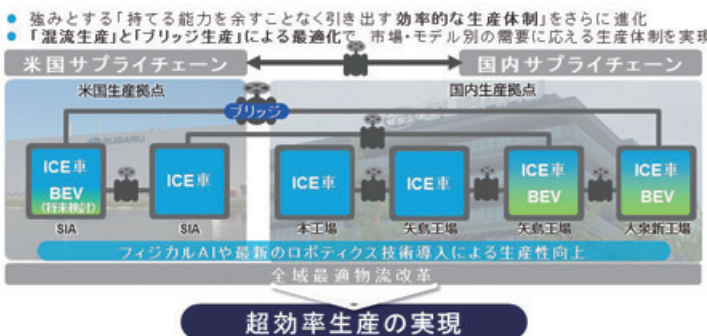 ● 強みとする「持てる能力を余すことなく引き出す効率的な生産体制」をさらに進化
● 「混流生産」と「ブリッジ生産」による最適化で、市場・モデル別の需要に応える生産体制を実現
米国サプライチェーン 国内サプライチェーン
米国生産拠点 国内生産拠点
ブリッジ
SUBARU
ICE車 BEV (将来検討) SIA
ICE車 SIA
ICE車 本工場
ICE車 矢島工場
ICE車 BEV 矢島工場
ICE車 BEV 大泉新工場
フィジカルAIや最新のロボティクス技術導入による生産性向上
全域最適物流改革
超効率生産の実現